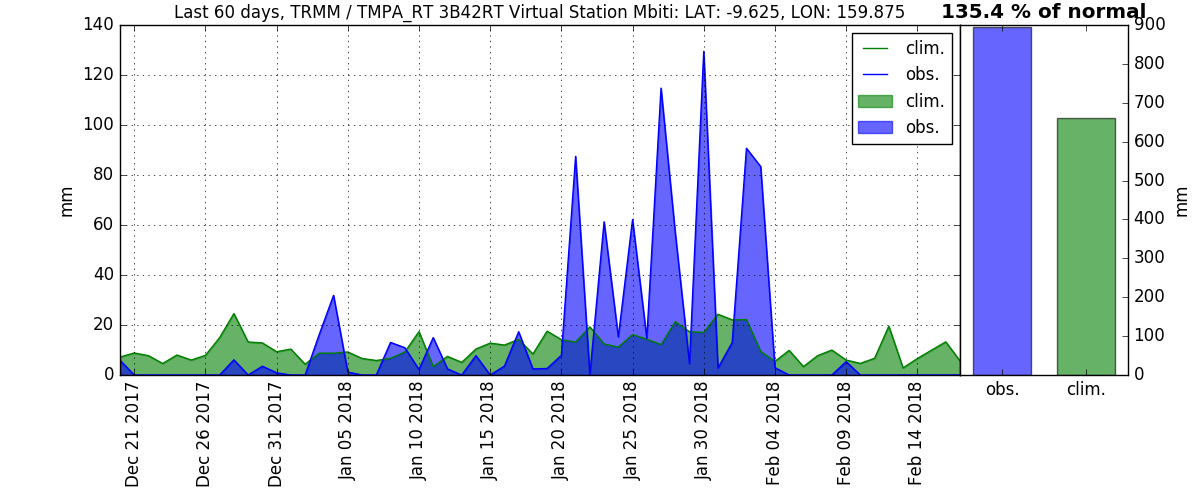 Last 60 days, TRMM / TMPA_RT 3B42RT Virtual Station Mbiti: LAT: -9.625, LON: 159.875
135.4 % of normal
140
120
100
80
60
40
20
0
mm
clim.
obs.
clim.
obs.
900
800
700
600
500
400
300
200
100
0
mm
Dec 21 2017
Dec 26 2017
Dec 31 2017
Jan 05 2018
Jan 10 2018
Jan 15 2018
Jan 20 2018
Jan 25 2018
Jan 30 2018
Feb 04 2018
Feb 09 2018
Feb 14 2018
obs.
clim.